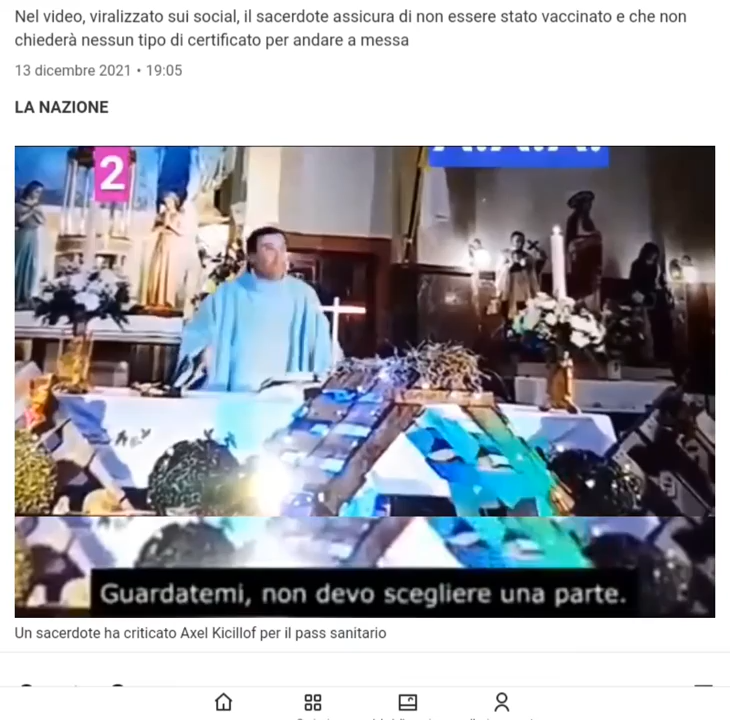 Nel video, viralizzato sui social, il sacerdote assicura di non essere stato vaccinato e che non
chiederà nessun tipo di certificato per andare a messa
13 dicembre 2021 • 19:05
LA NAZIONE
2
Guardatemi, non devo scegliere una parte.
Un sacerdote ha criticato Axel Kicillof per il pass sanitario